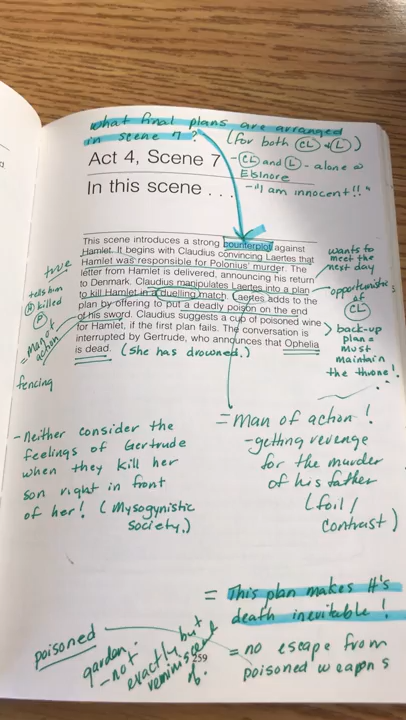 What final plans are arranged
in scene 7?
(for both CL & L)
Act 4, Scene 7
- CL and L - alone @
Elsinore
- "I am innocent!!"
In this scene . . .
This scene introduces a strong counterplot against
Hamlet. It begins with Claudius convincing Laertes that
Hamlet was responsible for Polonius' murder. The
letter from Hamlet is delivered, announcing his return
to Denmark. Claudius manipulates Laertes into a plan
to kill Hamlet in a duelling match. Laertes adds to the
plan by offering to put a deadly poison on the end
of his sword. Claudius suggests a cup of poisoned wine
for Hamlet, if the first plan fails. The conversation is
interrupted by Gertrude, who announces that Ophelia
is dead. (She has drowned.)
true
tells him
H killed
P
= man of
action
fencing
wants to
meet the
next day
opportunistic
of
CL
> back-up
plan =
must
maintain
the throne!
= man of action!
- getting revenge
for the murder
of his father
(foil/
contrast)
- Neither consider the
feelings of Gertrude
when they kill her
son right in front
of her! (Mysogynistic
Society.)
= This plan makes H's
death inevitable!
= no escape from
poisoned weapons
poisoned
garden
- not
exactly but
reminiscent
of.
259